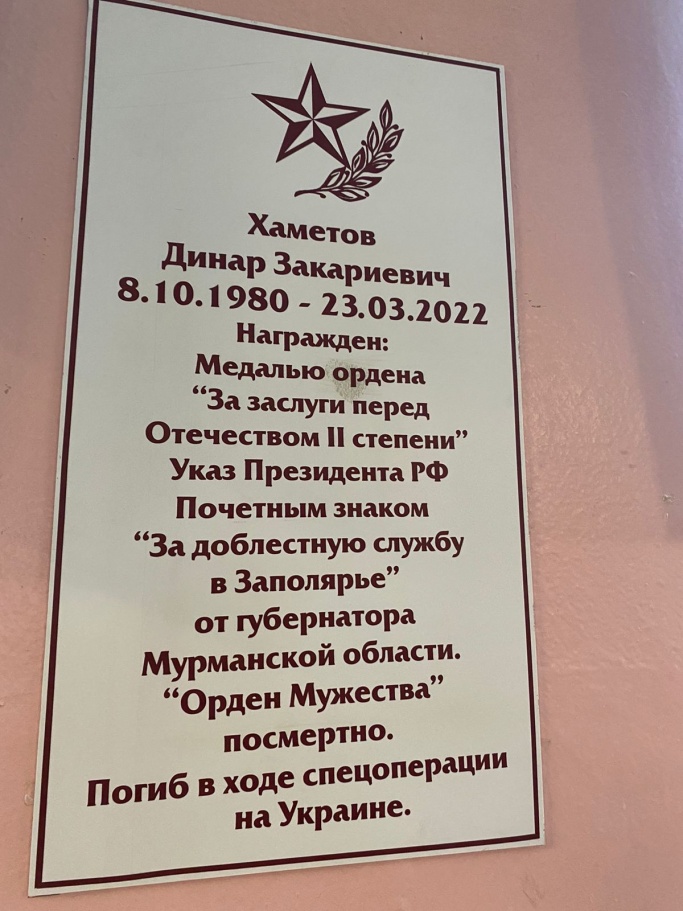 Хаметов
Динар Закариевич
8.10.1980 - 23.03.2022
Награжден:
Медалью ордена
“За заслуги перед
Отечеством II степени”
Указ Президента РФ
Почетным знаком
“За доблестную службу
в Заполярье”
от губернатора
Мурманской области.
“Орден Мужества”
посмертно.
Погиб в ходе спецоперации
на Украине.